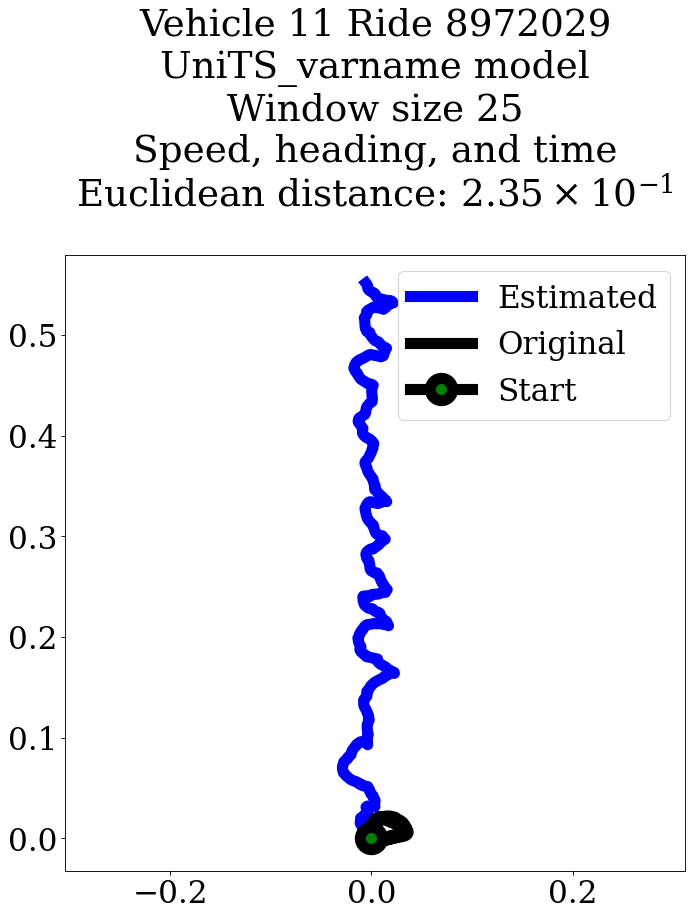 Vehicle 11 Ride 8972029
UniTS_varname model
Window size 25
Speed, heading, and time
Euclidean distance: 2.35 × 10⁻¹
Estimated
Original
Start
0.5
0.4
0.3
0.2
0.1
0.0
−0.2 0.0 0.2